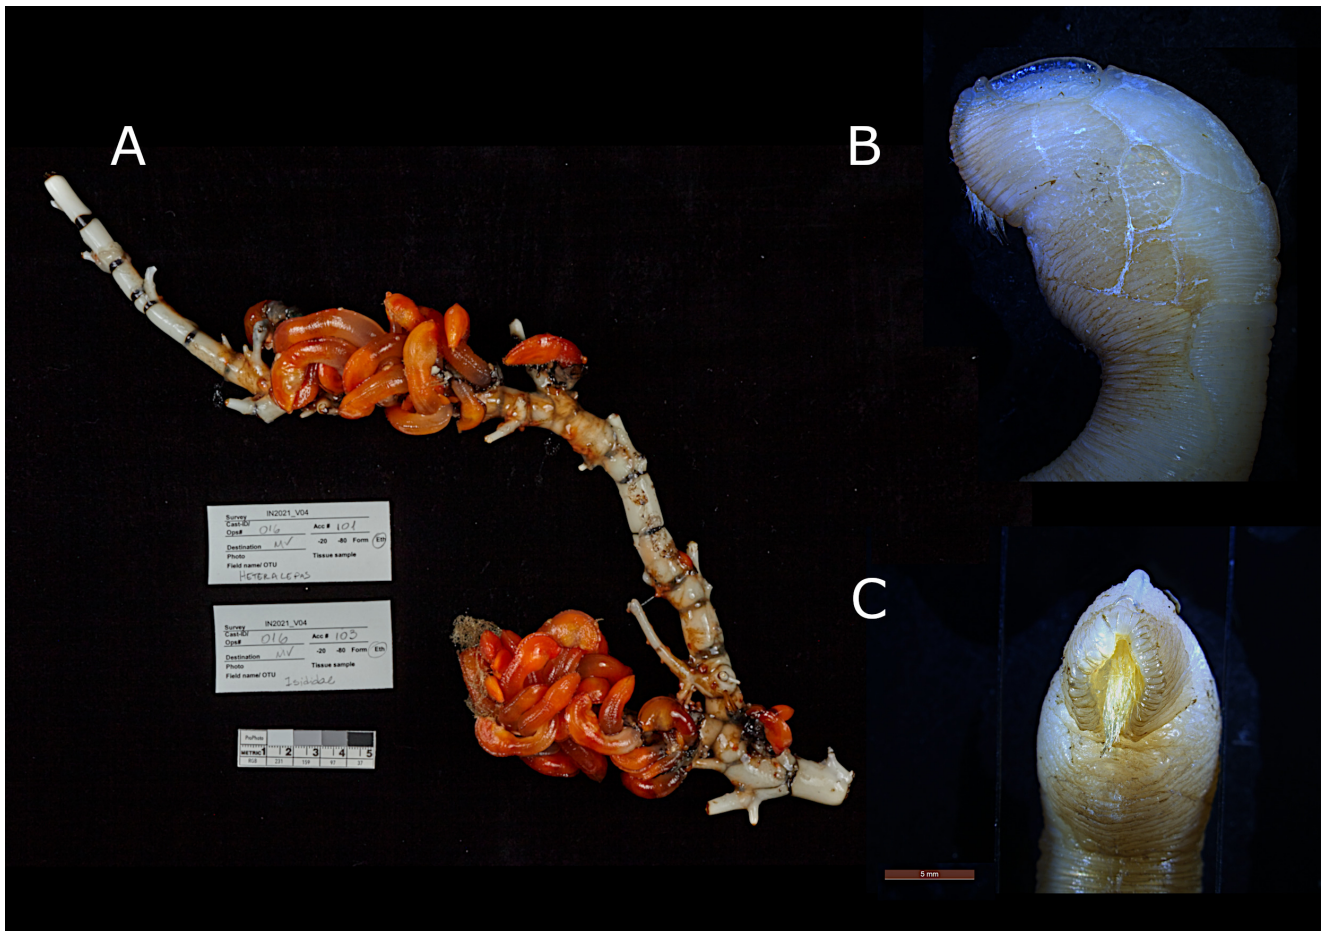 A
B
Survey IN2021_V04
Cast-ID/
Ops# 016 Acc # 101
-20 -80 Form Eth
Destination MV
Photo Tissue sample
Field name/ OTU
HETERALEPAS
Survey IN2021_V04
Cast-ID/
Ops# 016 Acc # 103
-20 -80 Form Eth
Destination MV
Photo Tissue sample
Field name/ OTU Isididae
C
ProPhoto
METRIC 1 2 3 4 5
5 mm